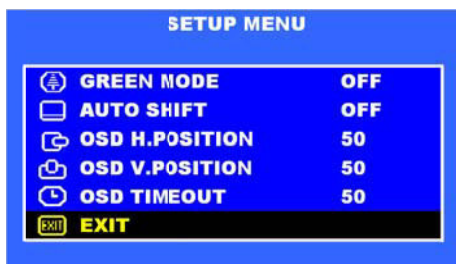 SETUP MENU
GREEN MODE OFF
AUTO SHIFT OFF
OSD H.POSITION 50
OSD V.POSITION 50
OSD TIMEOUT 50
EXIT EXIT